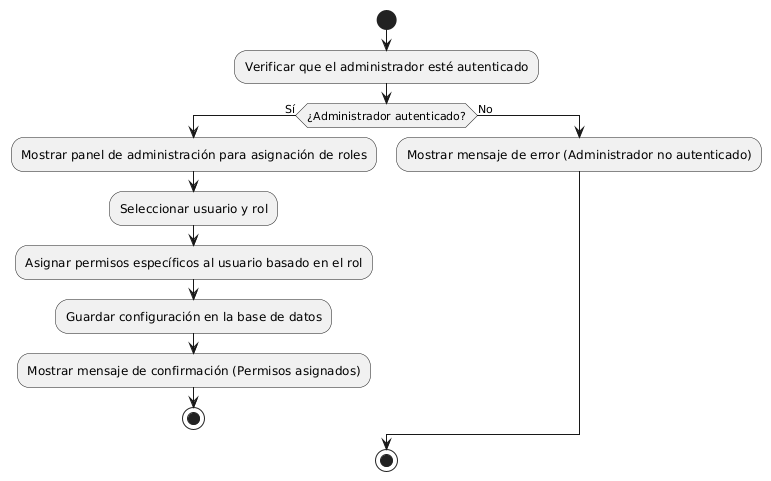 Verificar que el administrador esté autenticado
Sí
¿Administrador autenticado?
No
Mostrar panel de administración para asignación de roles
Mostrar mensaje de error (Administrador no autenticado)
Seleccionar usuario y rol
Asignar permisos específicos al usuario basado en el rol
Guardar configuración en la base de datos
Mostrar mensaje de confirmación (Permisos asignados)